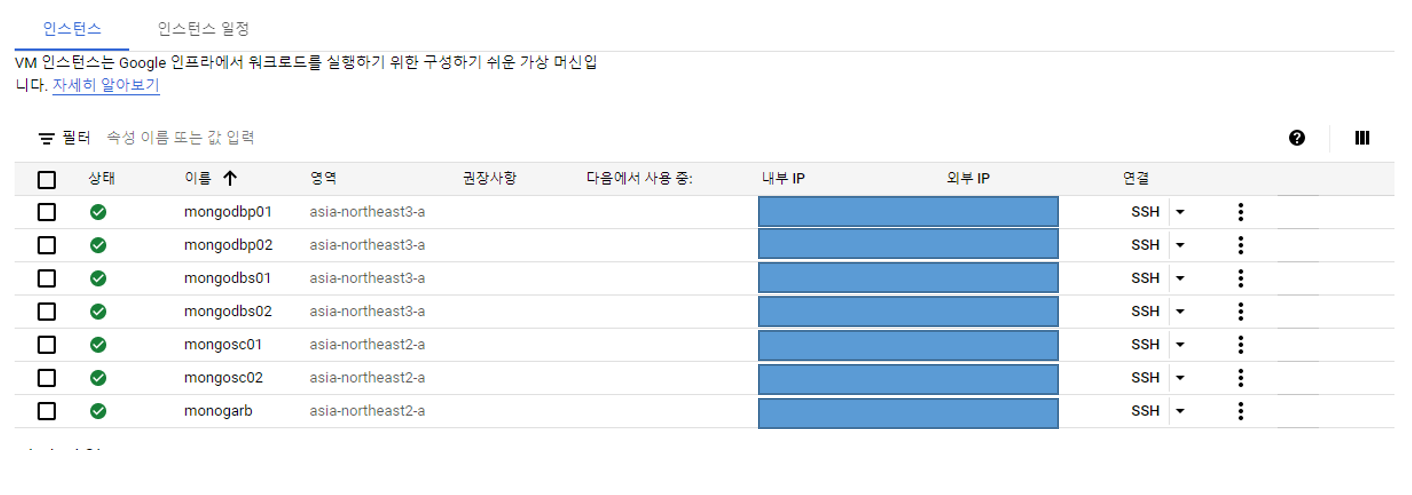 인스턴스 인스턴스 일정
VM 인스턴스는 Google 인프라에서 워크로드를 실행하기 위한 구성하기 쉬운 가상 머신입
니다. 자세히 알아보기
필터 속성 이름 또는 값 입력
상태 이름 영역 권장사항 다음에서 사용 중: 내부 IP 외부 IP 연결
mongodbp01 asia-northeast3-a SSH
mongodbp02 asia-northeast3-a SSH
mongodbs01 asia-northeast3-a SSH
mongodbs02 asia-northeast3-a SSH
mongosc01 asia-northeast2-a SSH
mongosc02 asia-northeast2-a SSH
monogarb asia-northeast2-a SSH